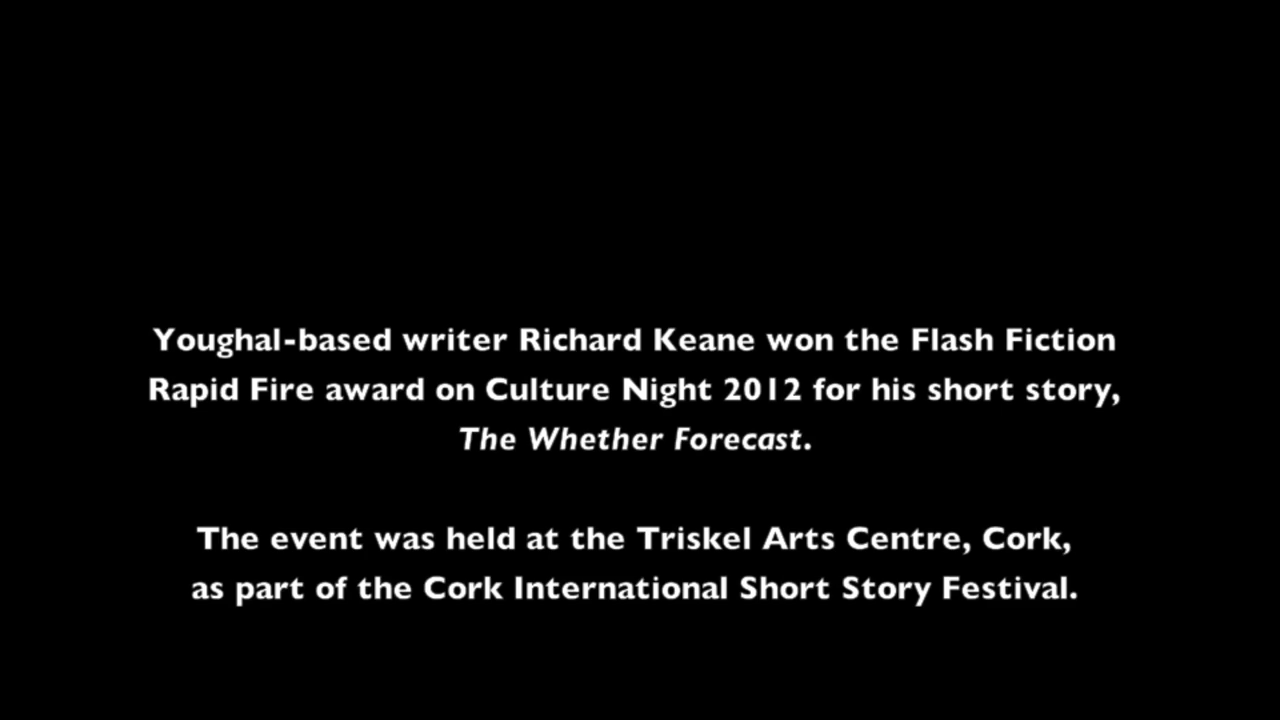 Youghal-based writer Richard Keane won the Flash Fiction
Rapid Fire award on Culture Night 2012 for his short story,
The Whether Forecast.
The event was held at the Triskel Arts Centre, Cork,
as part of the Cork International Short Story Festival.